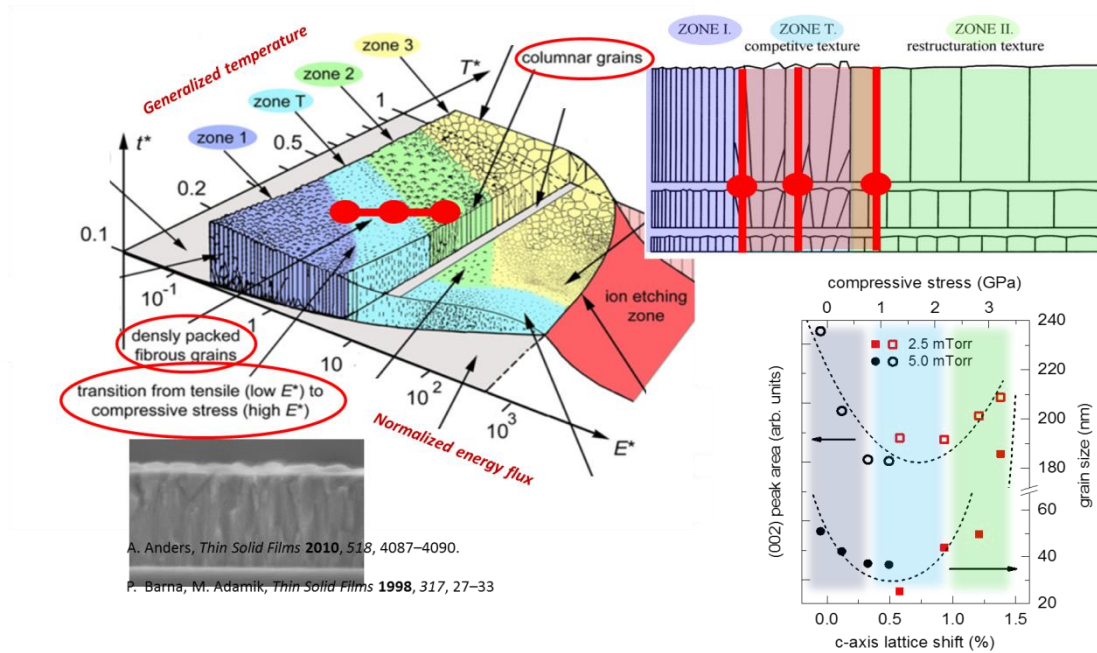 Generalized temperature
zone 3
zone 2
zone T
zone 1
T*
columnar grains
t*
1
0.5
0.2
0.1
10-1
1
10
10²
10³
E*
ion etching
zone
densly packed
fibrous grains
transition from tensile (low E*) to
compressive stress (high E*)
Normalized energy flux
A. Anders, Thin Solid Films 2010, 518, 4087–4090.
P. Barna, M. Adamik, Thin Solid Films 1998, 317, 27–33
ZONE I.
ZONE T.
ZONE II.
competitive texture
restructuration texture
compressive stress (GPa)
0
1
2
3
2.5 mTorr
5.0 mTorr
(002) peak area (arb. units)
240
220
200
180
60
40
20
grain size (nm)
0.0
0.5
1.0
1.5
c-axis lattice shift (%)